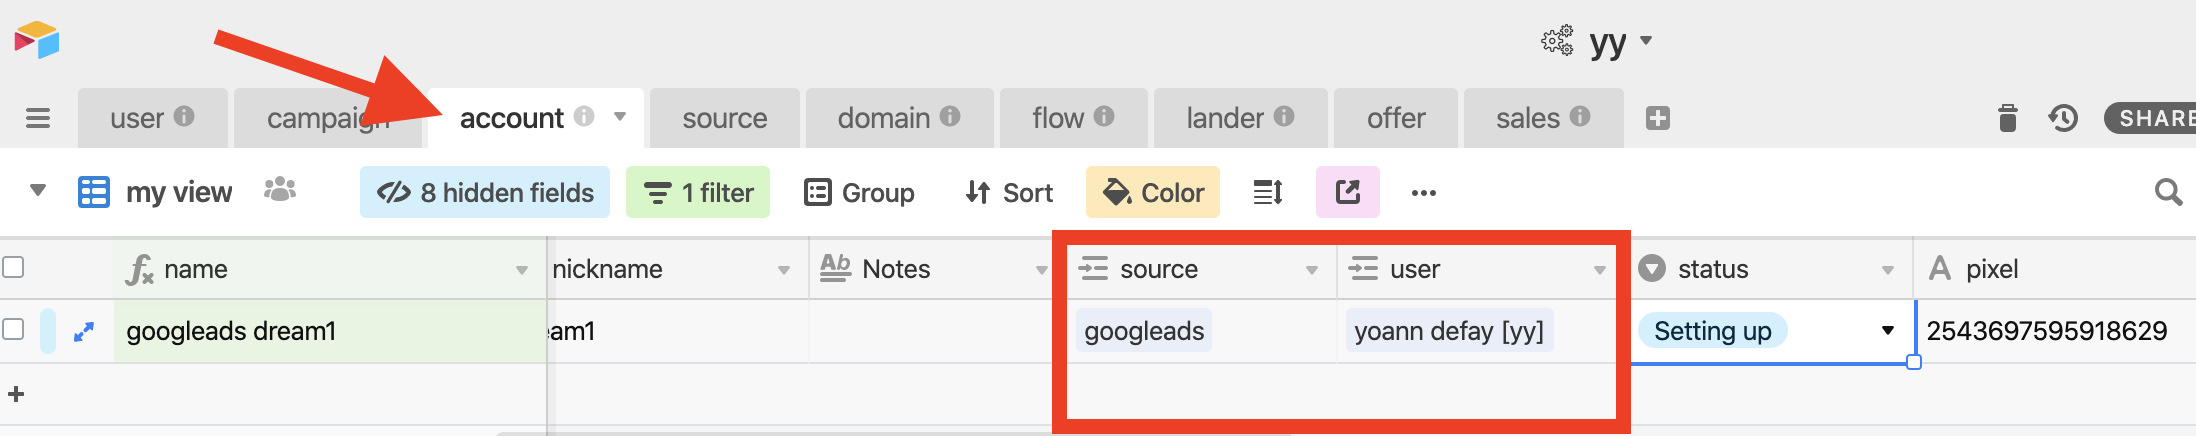 yy
user campaign account source domain flow lander offer sales SHARE
my view 8 hidden fields 1 filter Group Sort Color
name nickname Ab Notes source user status A pixel
googleads dream1 am1 googleads yoann defay [yy] Setting up 2543697595918629